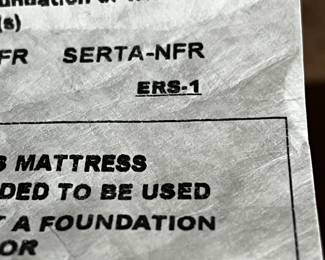 (s)
FR SERTA-NFR
ERS-1
MATTRESS
DED TO BE USED
A FOUNDATION
OR